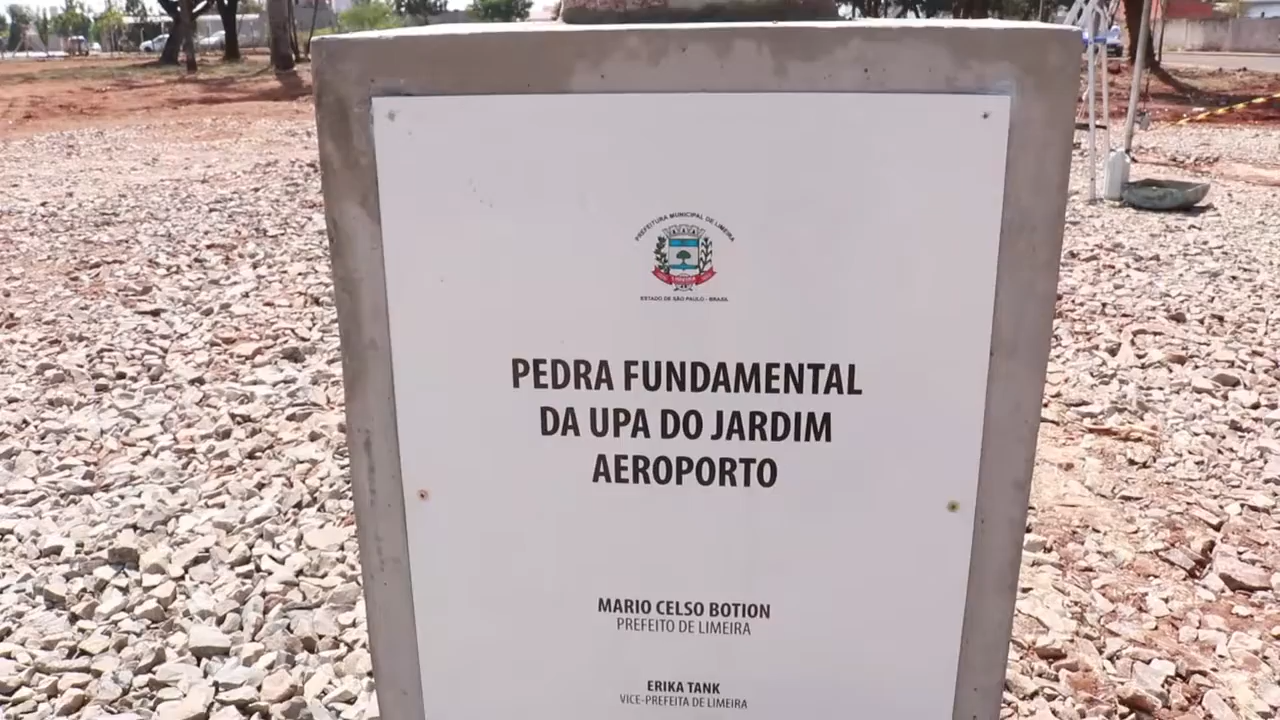 PREFEITURA MUNICIPAL DE LIMEIRA
LIMEIRA
ESTADO DE SÃO PAULO - BRASIL
PEDRA FUNDAMENTAL
DA UPA DO JARDIM
AEROPORTO
MARIO CELSO BOTION
PREFEITO DE LIMEIRA
ERIKA TANK
VICE-PREFEITA DE LIMEIRA